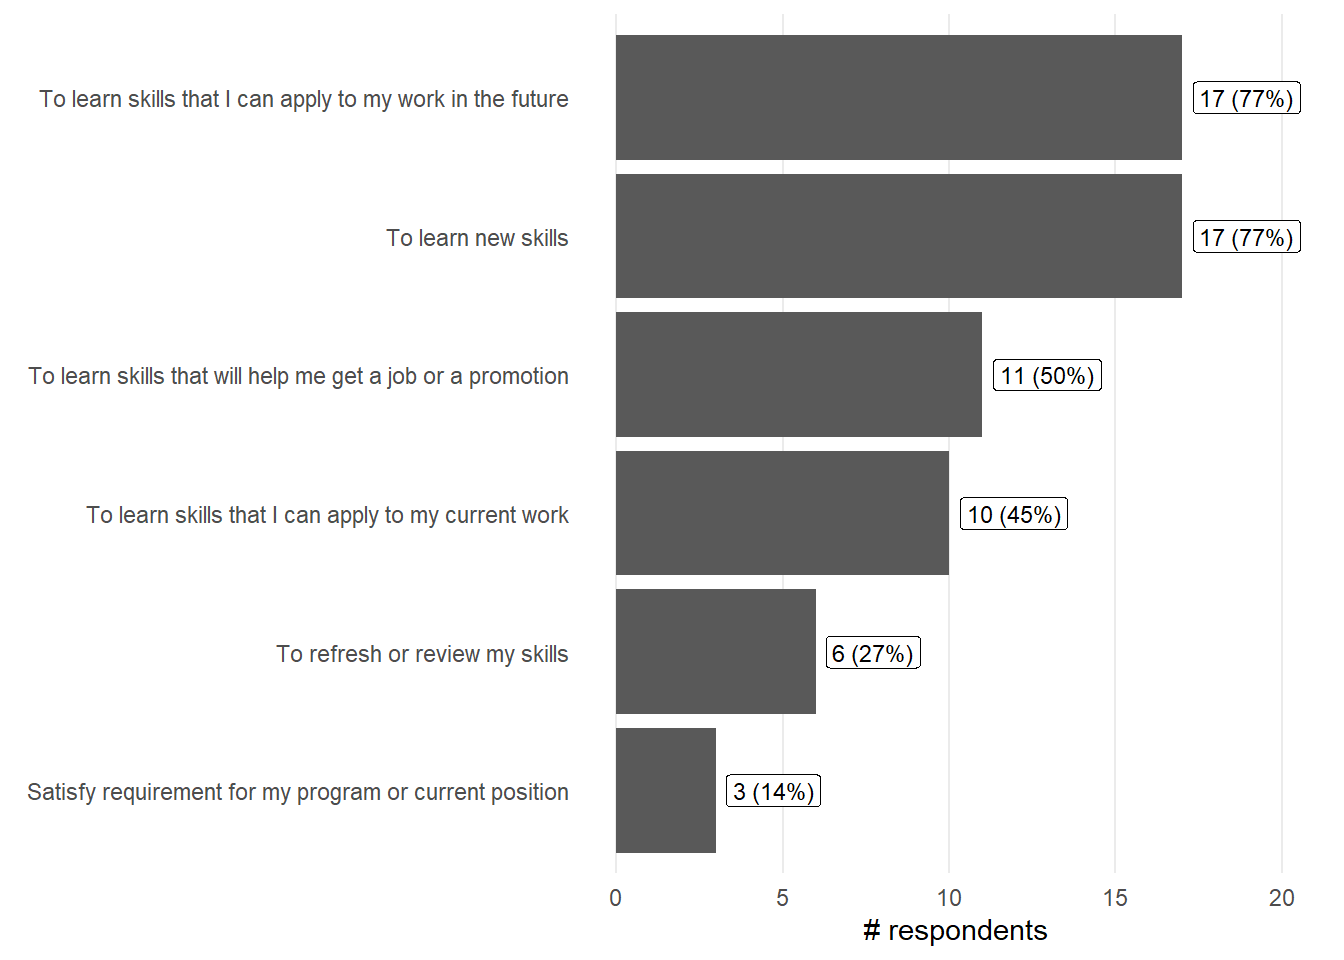 To learn skills that I can apply to my work in the future
17 (77%)
To learn new skills
17 (77%)
To learn skills that will help me get a job or a promotion
11 (50%)
To learn skills that I can apply to my current work
10 (45%)
To refresh or review my skills
6 (27%)
Satisfy requirement for my program or current position
3 (14%)
0 5 10 15 20
# respondents